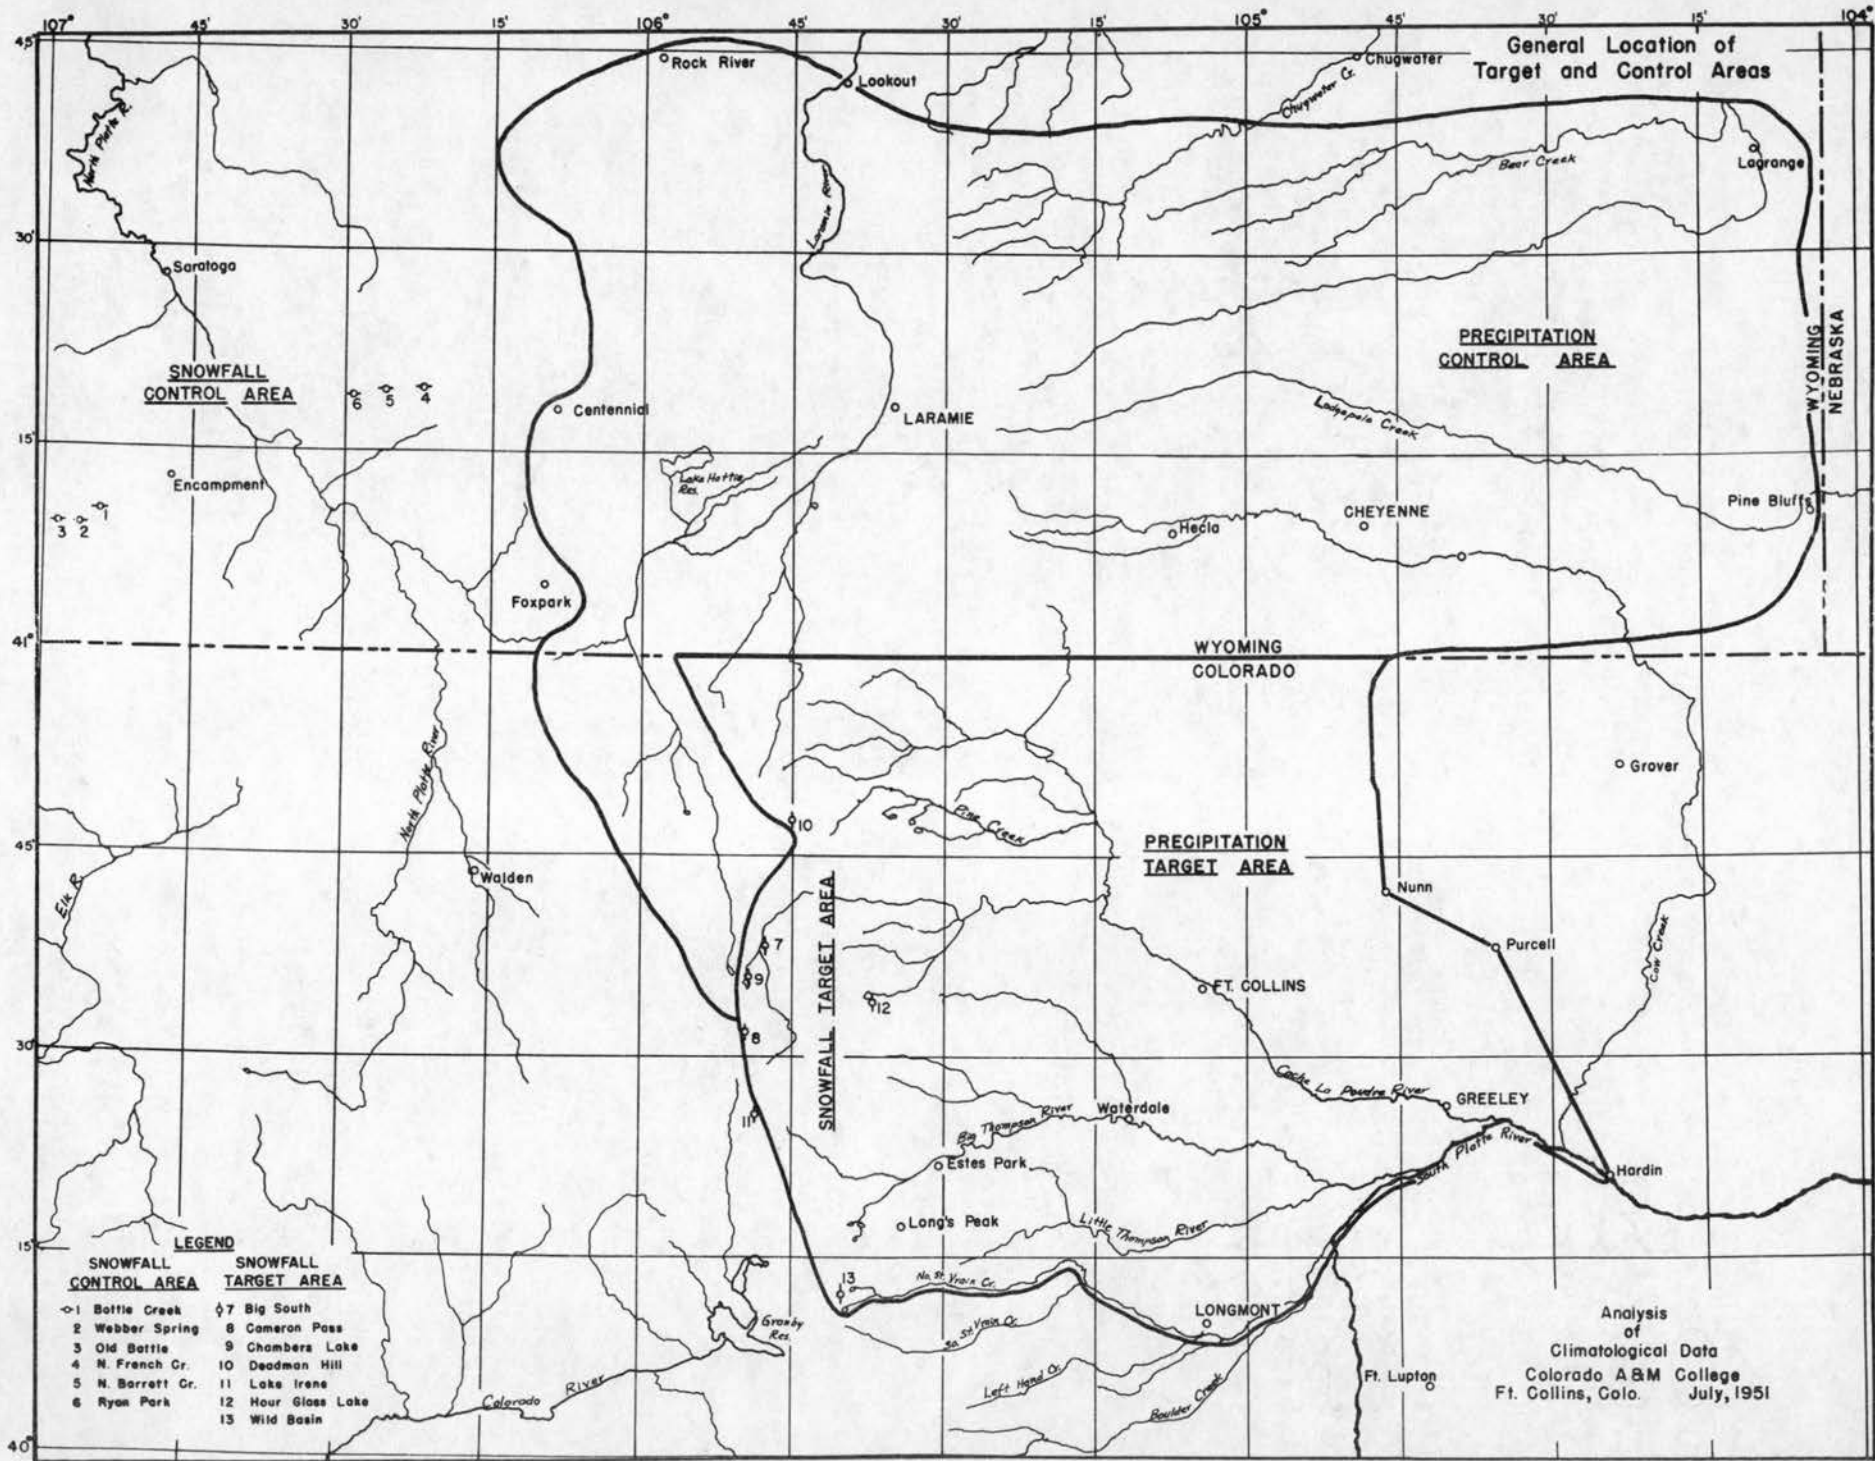 107°
45'
30'
15'
106°
45'
30'
15'
105°
45'
30'
15'
104°
45'
30'
15'
41°
45'
30'
15'
40°
General Location of
Target and Control Areas
Rock River
Lookout
Chugwater
Chugwater Cr.
North Platte R.
Laramie River
Bear Creek
Lagrange
Saratoga
SNOWFALL
CONTROL AREA
6
5
4
PRECIPITATION
CONTROL AREA
WYOMING
NEBRASKA
Centennial
LARAMIE
Lodgepole Creek
Encampment
3
2
1
Lake Hattie
Res.
Pine Bluffs
CHEYENNE
Hecla
Foxpark
WYOMING
COLORADO
North Platte River
Grover
10
Pine Creek
PRECIPITATION
TARGET AREA
Elk R.
Walden
Nunn
SNOWFALL TARGET AREA
7
9
8
12
Purcell
Cow Creek
FT. COLLINS
Cache La Poudre River
GREELEY
11
Big Thompson River
Waterdale
Estes Park
South Platte River
Hardin
Long's Peak
Little Thompson River
13
No. St. Vrain Cr.
LONGMONT
So. St. Vrain Cr.
Granby
Res.
Left Hand Cr.
Boulder Creek
Ft. Lupton
Colorado River
LEGEND
SNOWFALL
CONTROL AREA
1 Bottle Creek
2 Webber Spring
3 Old Battle
4 N. French Cr.
5 N. Barrett Cr.
6 Ryan Park
SNOWFALL
TARGET AREA
7 Big South
8 Cameron Pass
9 Chambers Lake
10 Deadman Hill
11 Lake Irene
12 Hour Glass Lake
13 Wild Basin
Analysis
of
Climatological Data
Colorado A&M College
Ft. Collins, Colo. July, 1951